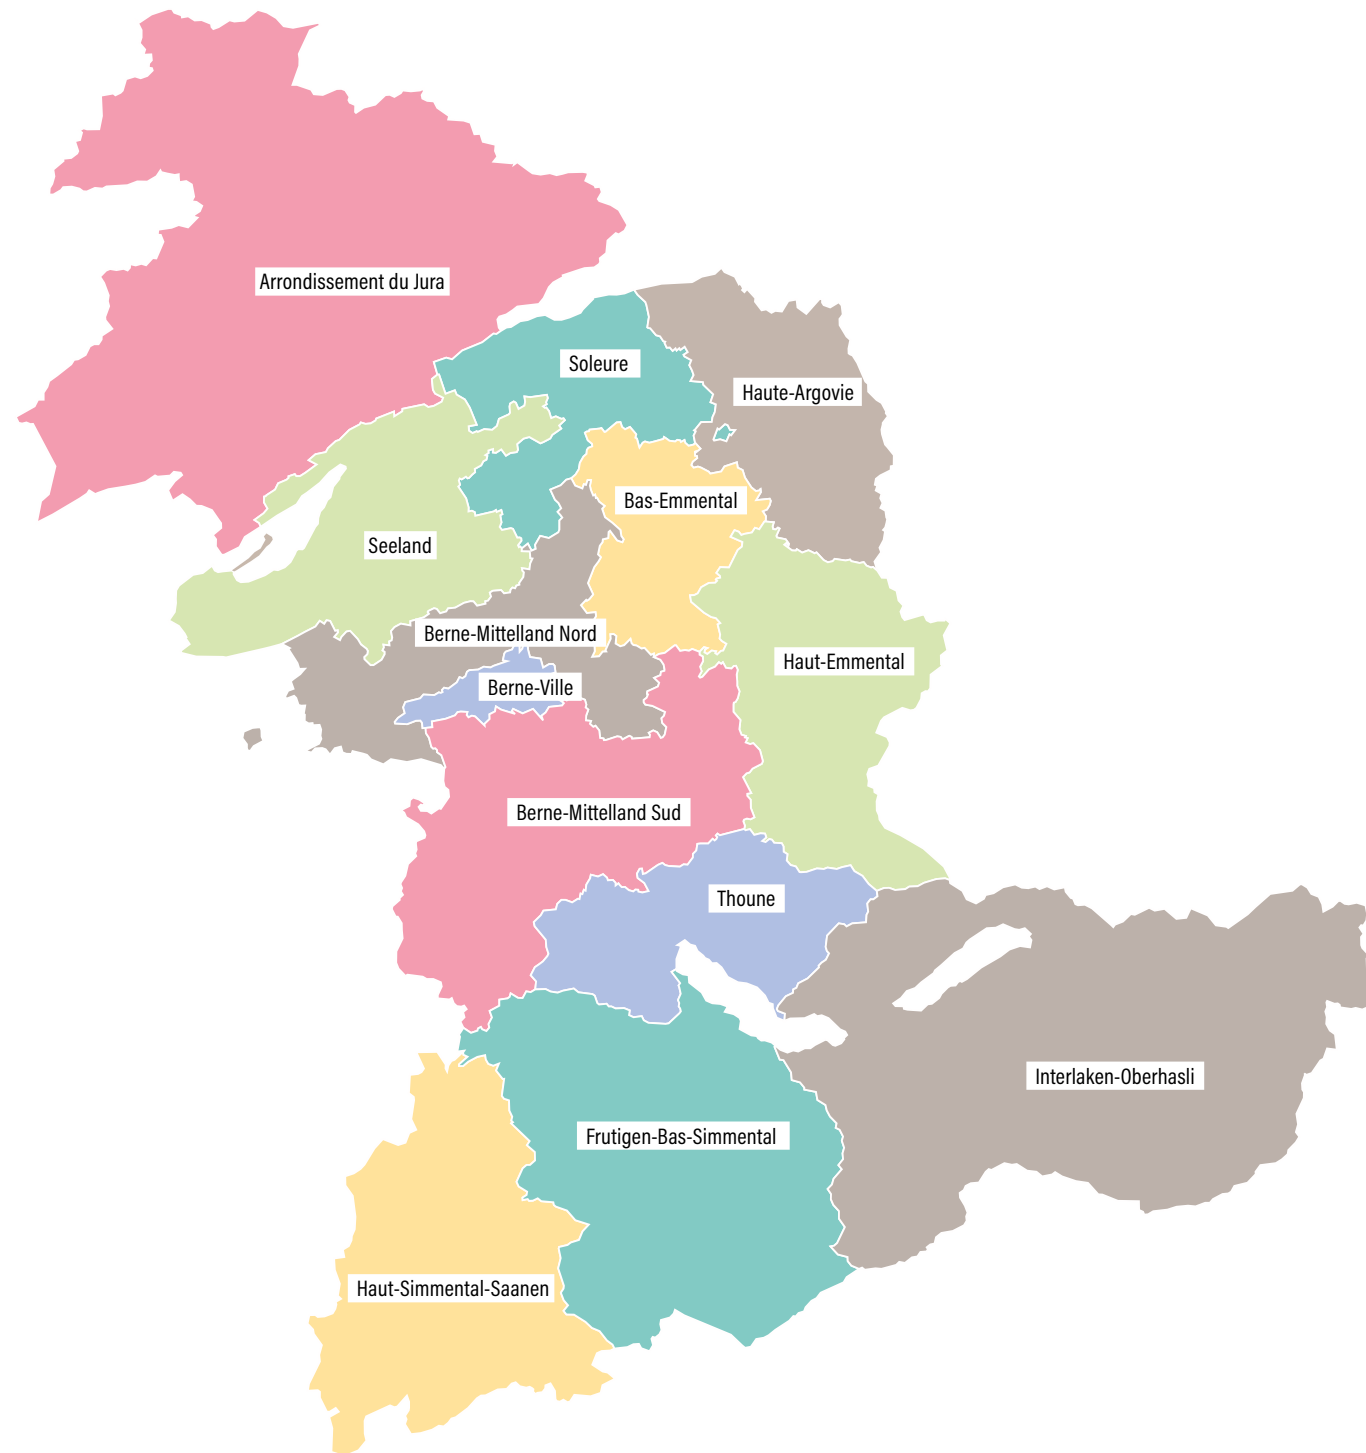 Arrondissement du Jura
Soleure
Haute-Argovie
Bas-Emmental
Seeland
Berne-Mittelland Nord
Haut-Emmental
Berne-Ville
Berne-Mittelland Sud
Thoune
Interlaken-Oberhasli
Frutigen-Bas-Simmental
Haut-Simmental-Saanen